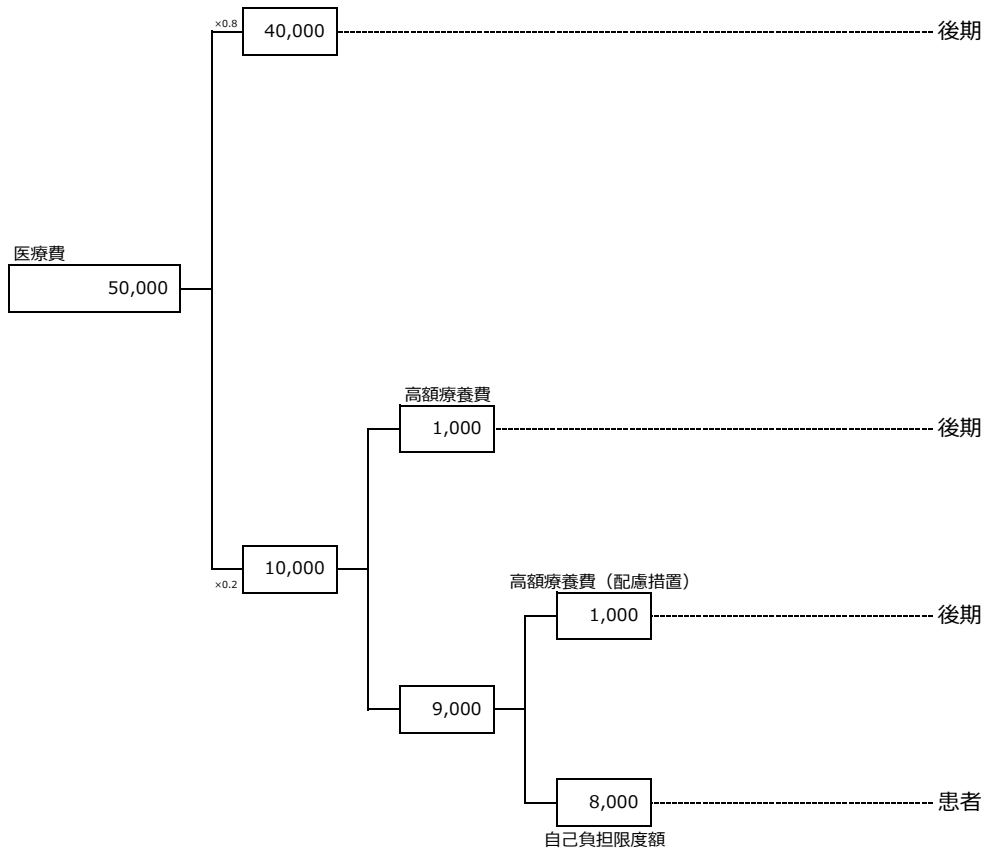 ×0.8
40,000
後期
医療費
50,000
高額療養費
1,000
後期
10,000
×0.2
高額療養費（配慮措置）
1,000
後期
9,000
8,000
患者
自己負担限度額